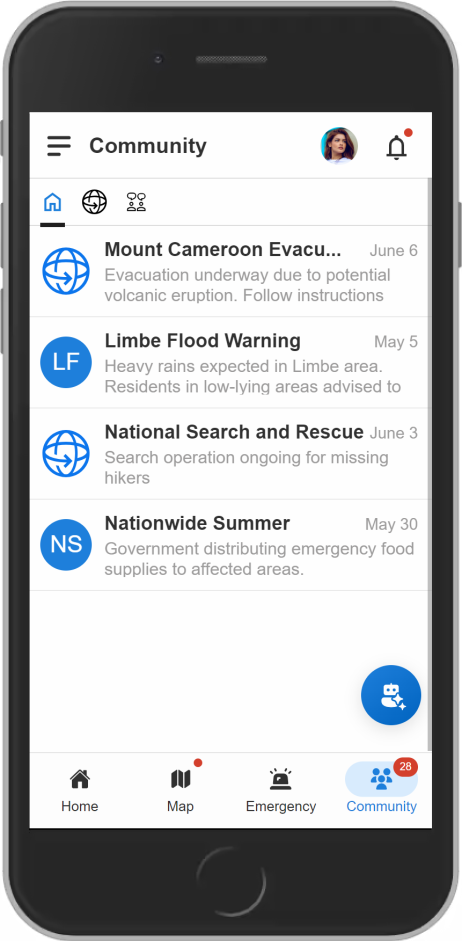 Community
Mount Cameroon Evacu... June 6
Evacuation underway due to potential
volcanic eruption. Follow instructions
LF
Limbe Flood Warning May 5
Heavy rains expected in Limbe area.
Residents in low-lying areas advised to
National Search and Rescue June 3
Search operation ongoing for missing
hikers
NS
Nationwide Summer May 30
Government distributing emergency food
supplies to affected areas.
28
Home Map Emergency Community